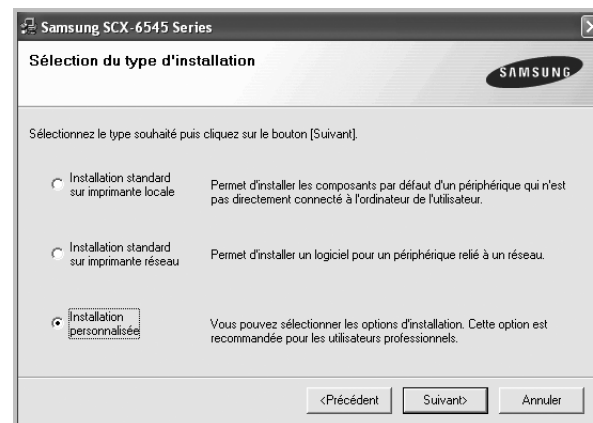 Samsung SCX-6545 Series
Sélection du type d'installation
SAMSUNG
Sélectionnez le type souhaité puis cliquez sur le bouton [Suivant].
Installation standard
sur imprimante locale
Permet d'installer les composants par défaut d'un périphérique qui n'est
pas directement connecté à l'ordinateur de l'utilisateur.
Installation standard
sur imprimante réseau
Permet d'installer un logiciel pour un périphérique relié à un réseau.
Installation
personnalisée
Vous pouvez sélectionner les options d'installation. Cette option est
recommandée pour les utilisateurs professionnels.
<Précédent
Suivant>
Annuler